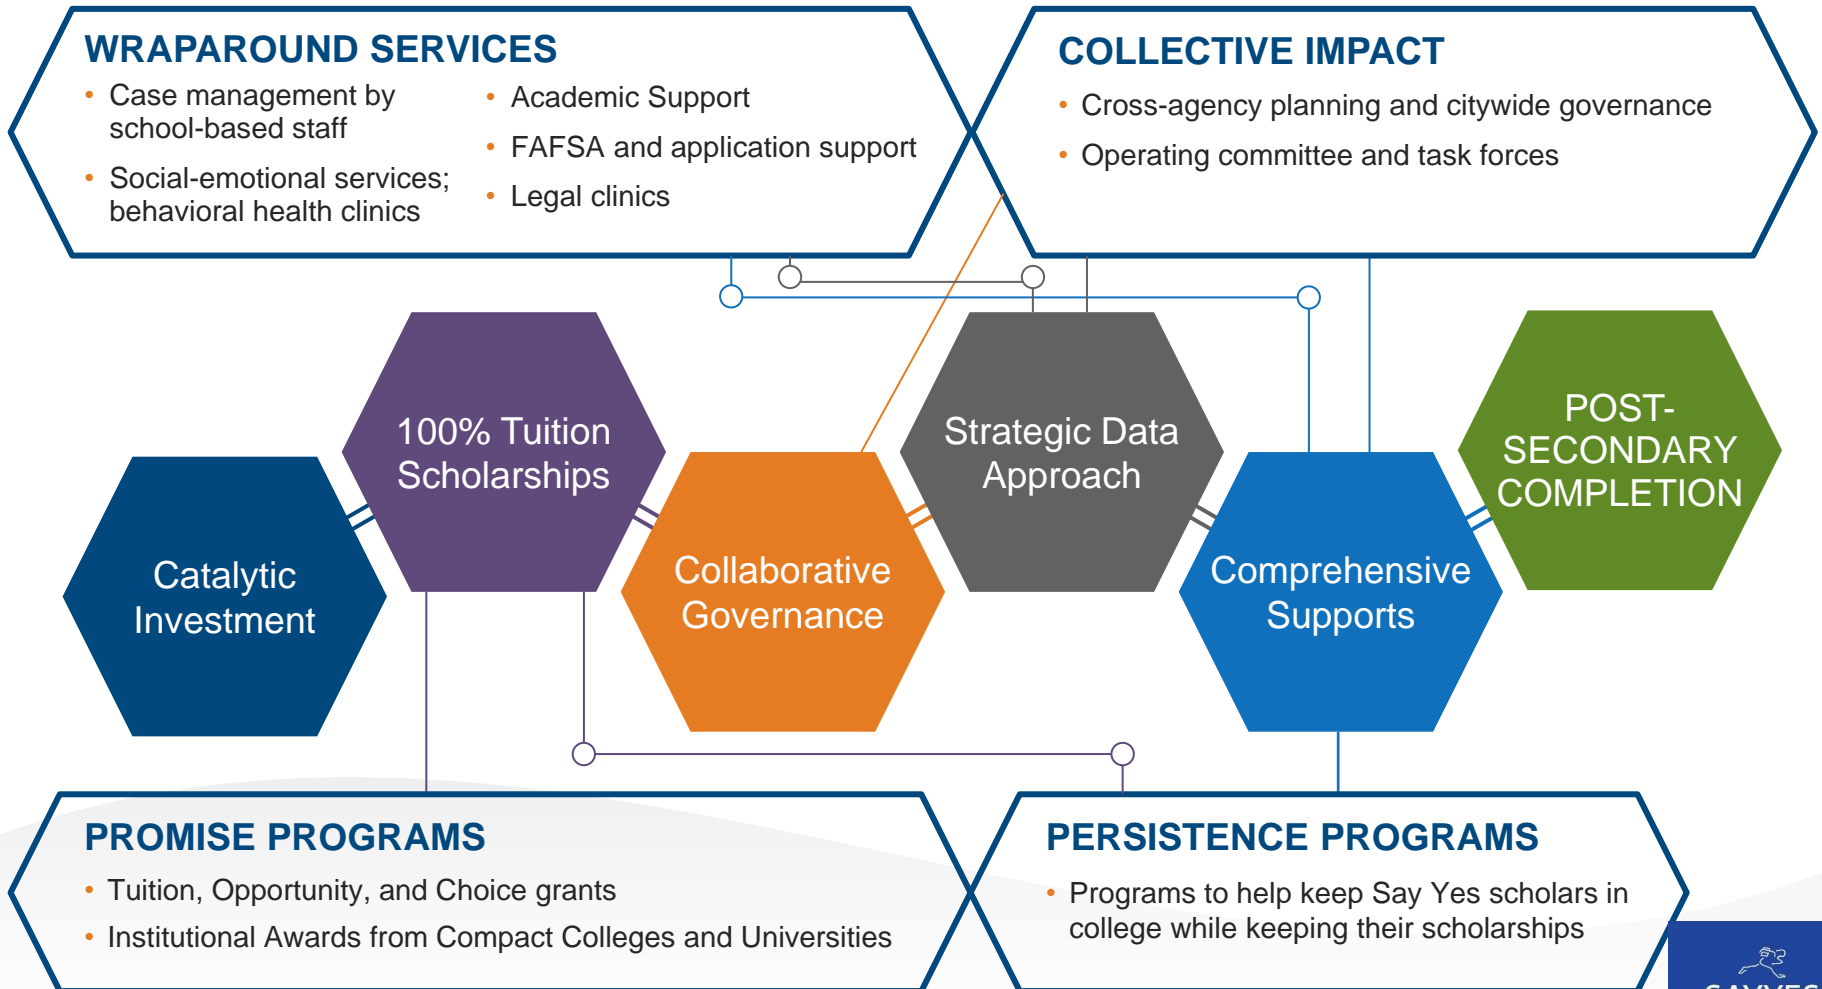 WRAPAROUND SERVICES
• Case management by
school-based staff
• Social-emotional services;
behavioral health clinics
• Academic Support
• FAFSA and application support
• Legal clinics
COLLECTIVE IMPACT
• Cross-agency planning and citywide governance
• Operating committee and task forces
Catalytic
Investment
100% Tuition
Scholarships
Collaborative
Governance
Strategic Data
Approach
Comprehensive
Supports
POST-
SECONDARY
COMPLETION
PROMISE PROGRAMS
• Tuition, Opportunity, and Choice grants
• Institutional Awards from Compact Colleges and Universities
PERSISTENCE PROGRAMS
• Programs to help keep Say Yes scholars in
college while keeping their scholarships
SAY YES